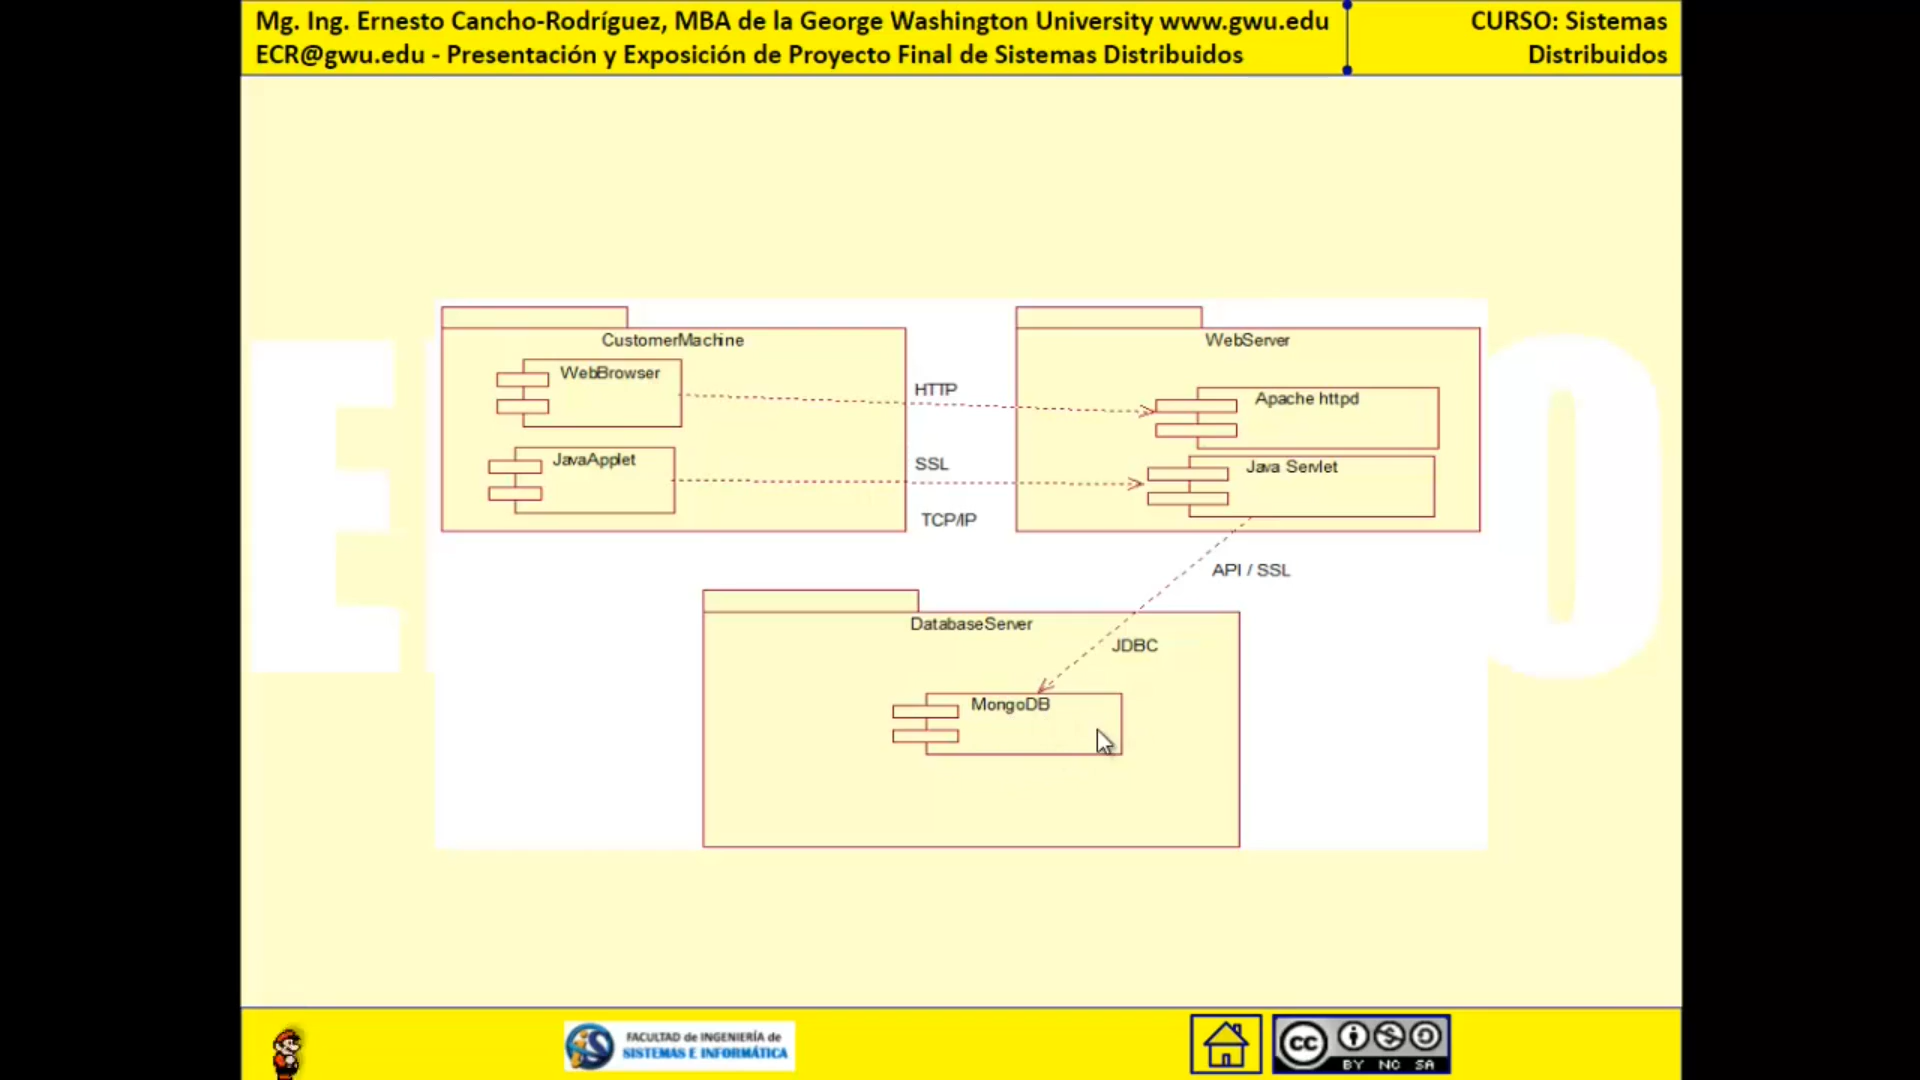 Mg. Ing. Ernesto Cancho-Rodríguez, MBA de la George Washington University www.gwu.edu
ECR@gwu.edu - Presentación y Exposición de Proyecto Final de Sistemas Distribuidos
CURSO: Sistemas
Distribuidos
CustomerMachine
WebBrowser
JavaApplet
HTTP
SSL
TCP/IP
WebServer
Apache httpd
Java Servlet
API / SSL
JDBC
DatabaseServer
MongoDB
FACULTAD de INGENIERÍA de
SISTEMAS E INFORMÁTICA
cc
BY NC SA